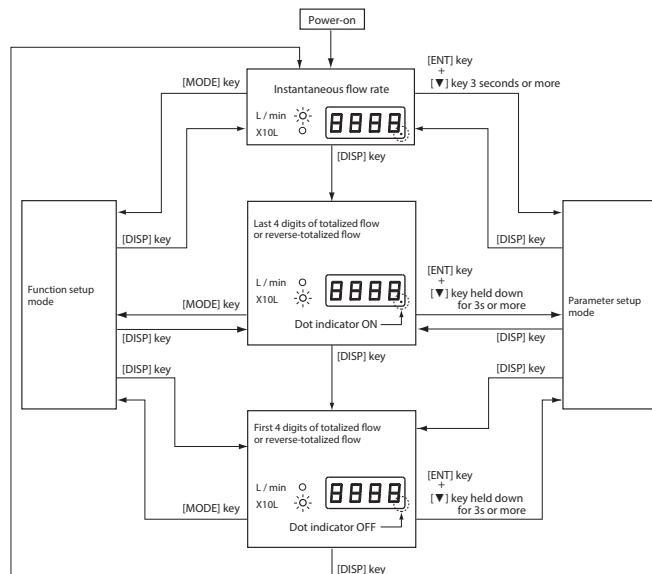 Power-on
[MODE] key
Instantaneous flow rate
L / min
X10L
8888
[ENT] key
+
[▼] key 3 seconds or more
[DISP] key
[DISP] key
[DISP] key
Function setup
mode
Last 4 digits of totalized flow
or reverse-totalized flow
L / min
X10L
8888
Dot indicator ON
[MODE] key
[DISP] key
[ENT] key
+
[▼] key held down
for 3s or more
[DISP] key
Parameter setup
mode
[DISP] key
[DISP] key
[DISP] key
First 4 digits of totalized flow
or reverse-totalized flow
L / min
X10L
8888
Dot indicator OFF
[MODE] key
[ENT] key
+
[▼] key held down
for 3s or more
[DISP] key